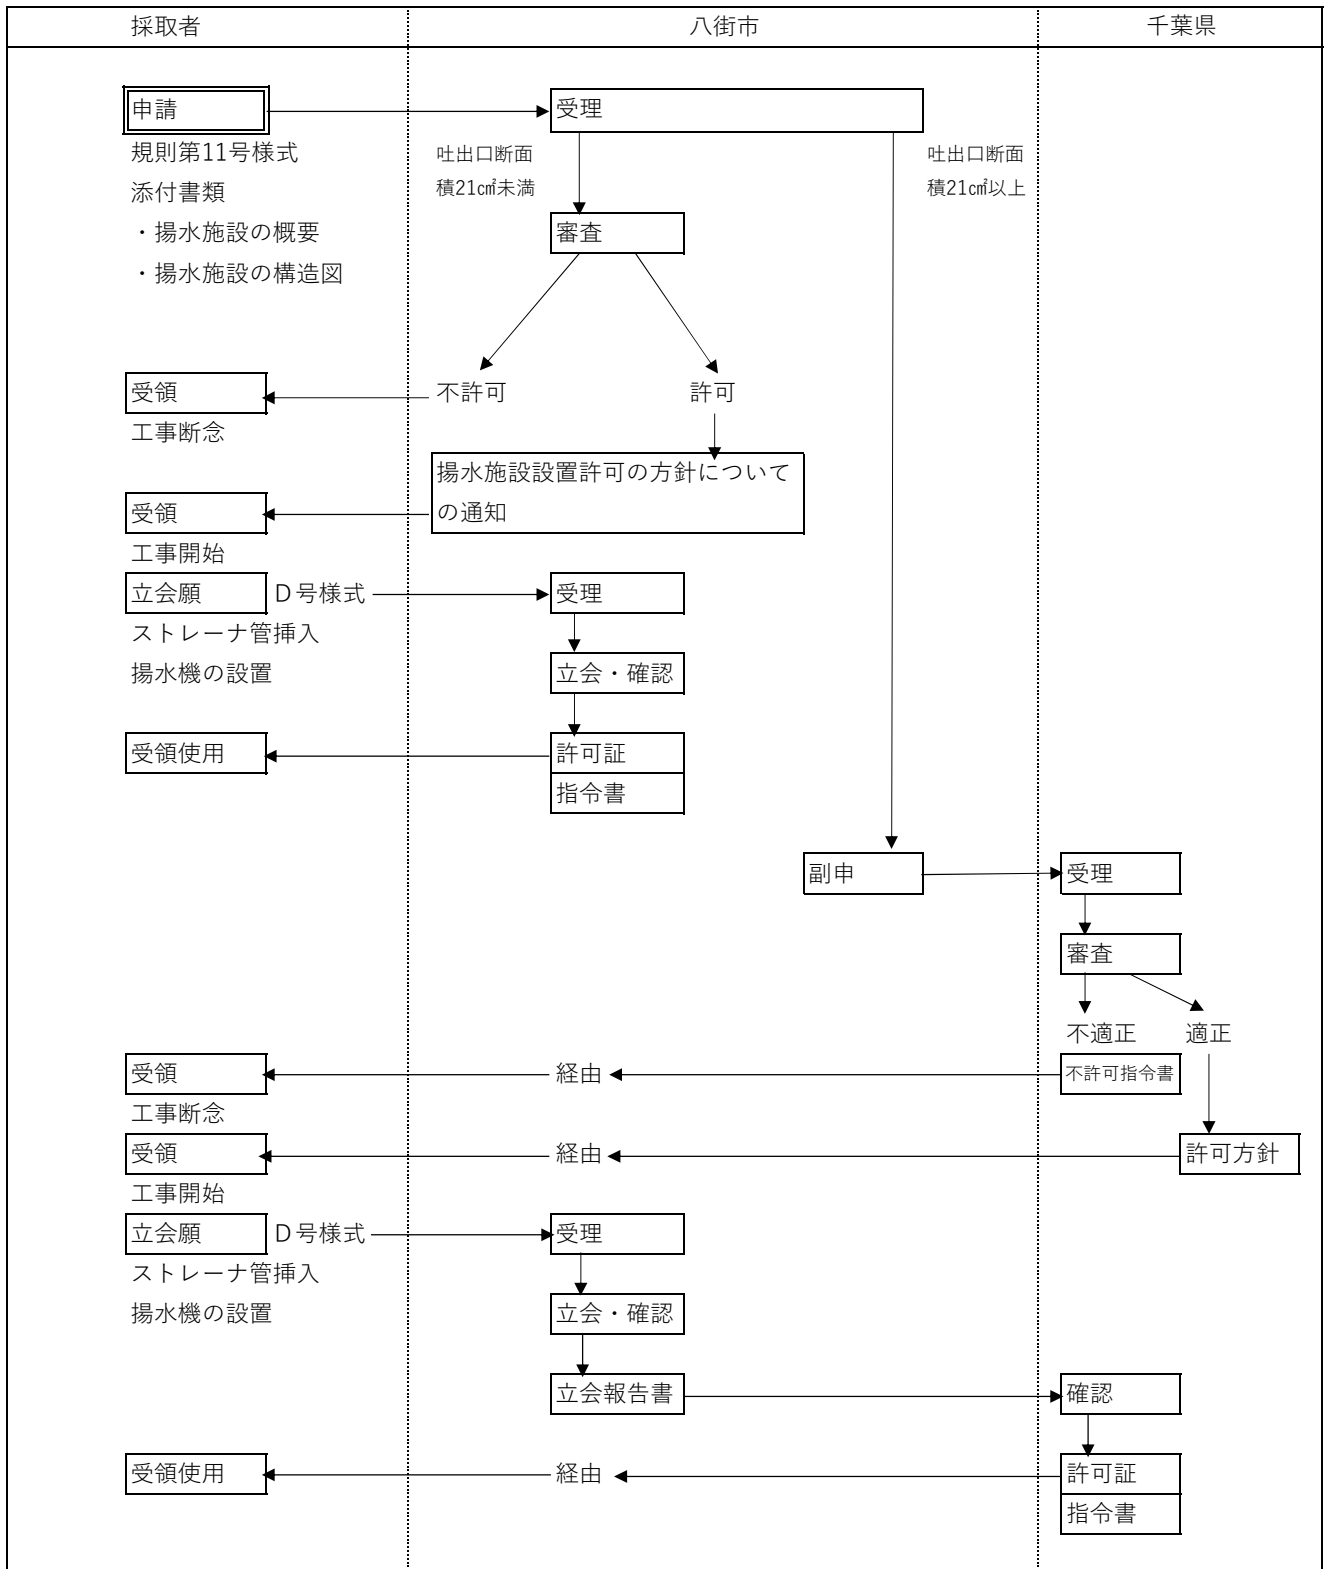 採取者
八街市
千葉県
申請
受理
規則第11号様式
吐出口断面
吐出口断面
添付書類
積21㎠未満
積21㎠以上
・揚水施設の概要
審査
・揚水施設の構造図
受領
不許可
許可
工事断念
揚水施設設置許可の方針について
の通知
受領
工事開始
立会願
D号様式
受理
ストレーナ管挿入
揚水機の設置
立会・確認
受領使用
許可証
指令書
副申
受理
審査
不適正
適正
受領
経由
不許可指令書
工事断念
受領
経由
許可方針
工事開始
立会願
D号様式
受理
ストレーナ管挿入
揚水機の設置
立会・確認
立会報告書
確認
受領使用
経由
許可証
指令書